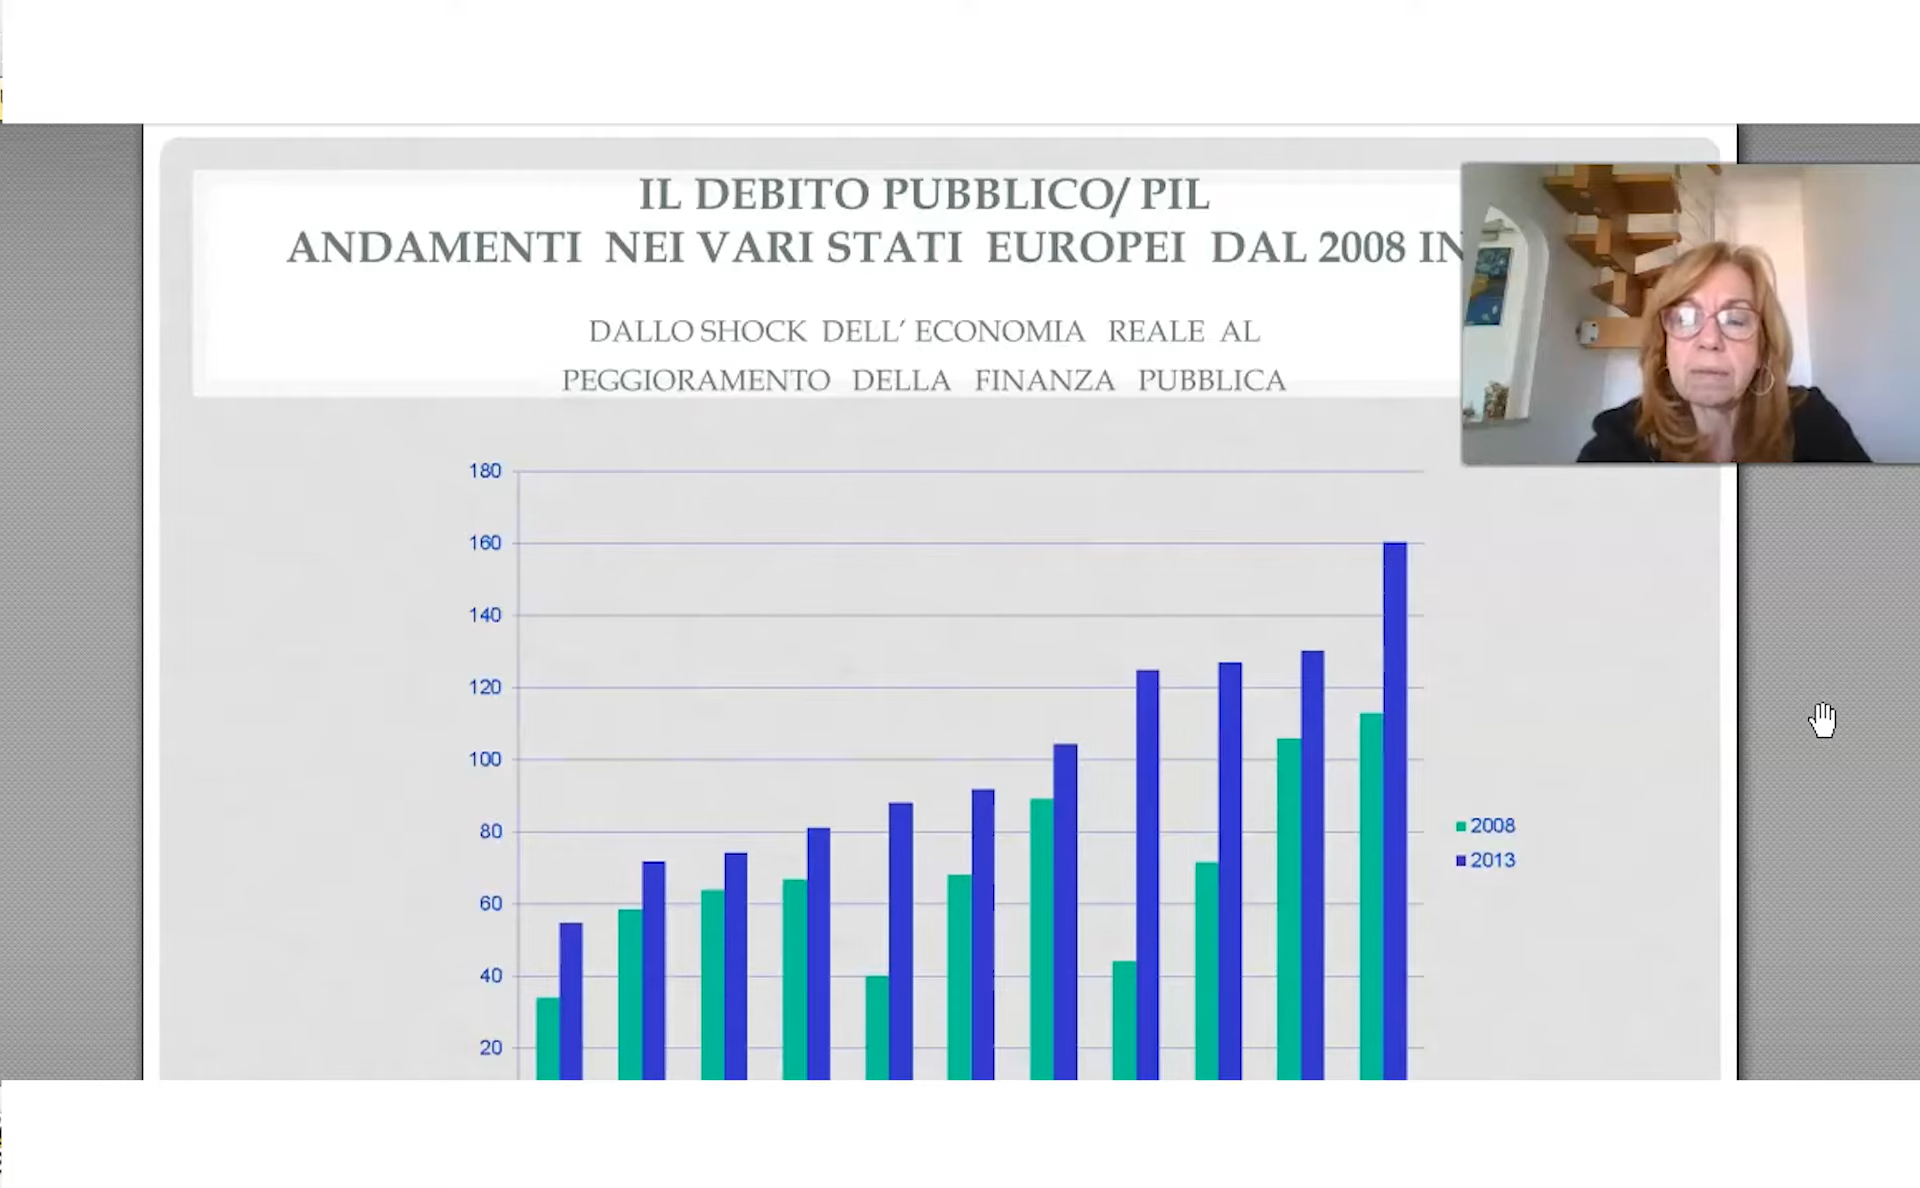 IL DEBITO PUBBLICO/ PIL
ANDAMENTI NEI VARI STATI EUROPEI DAL 2008 IN
DALLO SHOCK DELL' ECONOMIA REALE AL
PEGGIORAMENTO DELLA FINANZA PUBBLICA
180
160
140
120
100
80
60
40
20
2008
2013